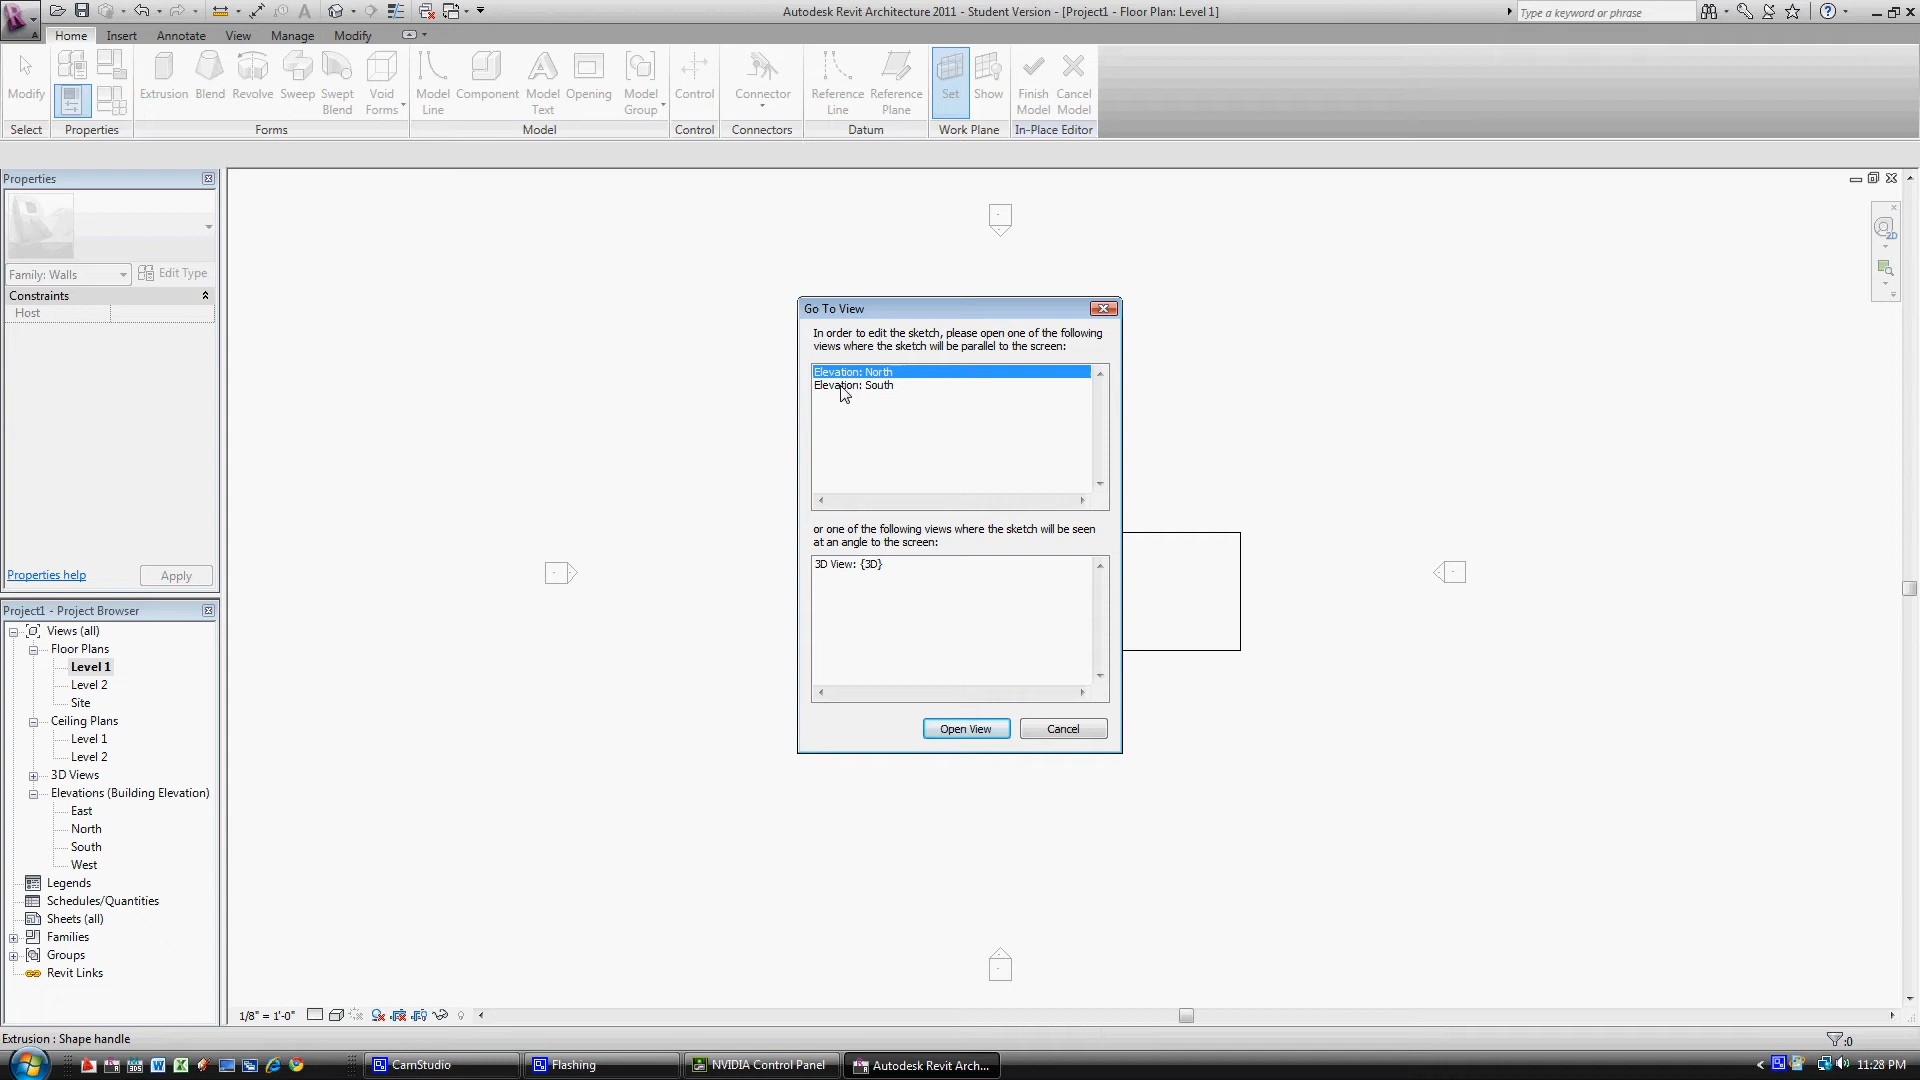 Autodesk Revit Architecture 2011 - Student Version - [Project1 - Floor Plan: Level 1]
Type a keyword or phrase
Home Insert Annotate View Manage Modify
Modify Extrusion Blend Revolve Sweep Swept Blend Void Forms Model Line Component Model Text Opening Model Group Control Connector Reference Line Reference Plane Set Show Finish Model Cancel Model
Select Properties Forms Model Control Connectors Datum Work Plane In-Place Editor
Properties
Family: Walls Edit Type
Constraints
Host
Properties help Apply
Project1 - Project Browser
Views (all)
Floor Plans
Level 1
Level 2
Site
Ceiling Plans
Level 1
Level 2
3D Views
Elevations (Building Elevation)
East
North
South
West
Legends
Schedules/Quantities
Sheets (all)
Families
Groups
Revit Links
Go To View
In order to edit the sketch, please open one of the following
views where the sketch will be parallel to the screen:
Elevation: North
Elevation: South
or one of the following views where the sketch will be seen
at an angle to the screen:
3D View: {3D}
Open View Cancel
2D
1/8" = 1'-0"
Extrusion : Shape handle
:0
CamStudio Flashing NVIDIA Control Panel Autodesk Revit Arch... 11:28 PM